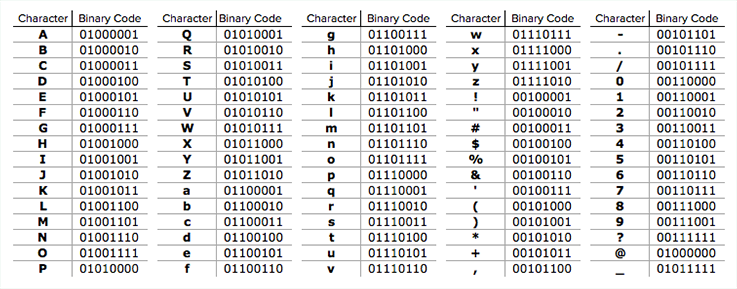 Character Binary Code Character Binary Code Character Binary Code Character Binary Code Character Binary Code
A 01000001 Q 01010001 g 01100111 w 01110111 - 00101101
B 01000010 R 01010010 h 01101000 x 01111000 . 00101110
C 01000011 S 01010011 i 01101001 y 01111001 / 00101111
D 01000100 T 01010100 j 01101010 z 01111010 0 00110000
E 01000101 U 01010101 k 01101011 ! 00100001 1 00110001
F 01000110 V 01010110 l 01101100 " 00100010 2 00110010
G 01000111 W 01010111 m 01101101 # 00100011 3 00110011
H 01001000 X 01011000 n 01101110 $ 00100100 4 00110100
I 01001001 Y 01011001 o 01101111 % 00100101 5 00110101
J 01001010 Z 01011010 p 01110000 & 00100110 6 00110110
K 01001011 a 01100001 q 01110001 ' 00100111 7 00110111
L 01001100 b 01100010 r 01110010 ( 00101000 8 00111000
M 01001101 c 01100011 s 01110011 ) 00101001 9 00111001
N 01001110 d 01100100 t 01110100 * 00101010 ? 00111111
O 01001111 e 01100101 u 01110101 + 00101011 @ 01000000
P 01010000 f 01100110 v 01110110 , 00101100 _ 01011111